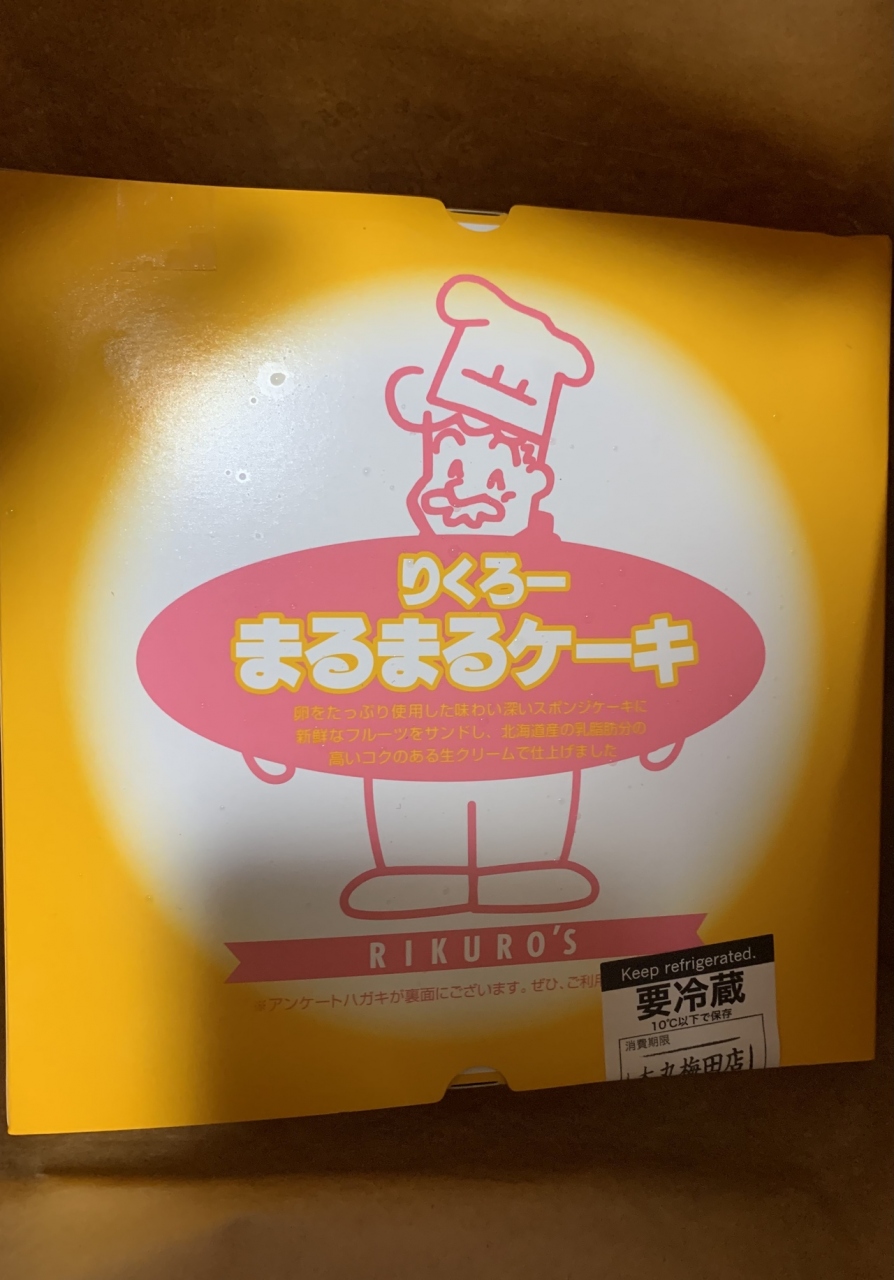 りくろー
まるまるケーキ
卵をたっぷり使用した味わい深いスポンジケーキに
新鮮なフルーツをサンドし、北海道産の乳脂肪分の
高いコクのある生クリームで仕上げました
RIKURO'S
※アンケートハガキが裏面にございます。ぜひ、ご利用
Keep refrigerated.
要冷蔵
10℃以下で保存
消費期限
大丸梅田店